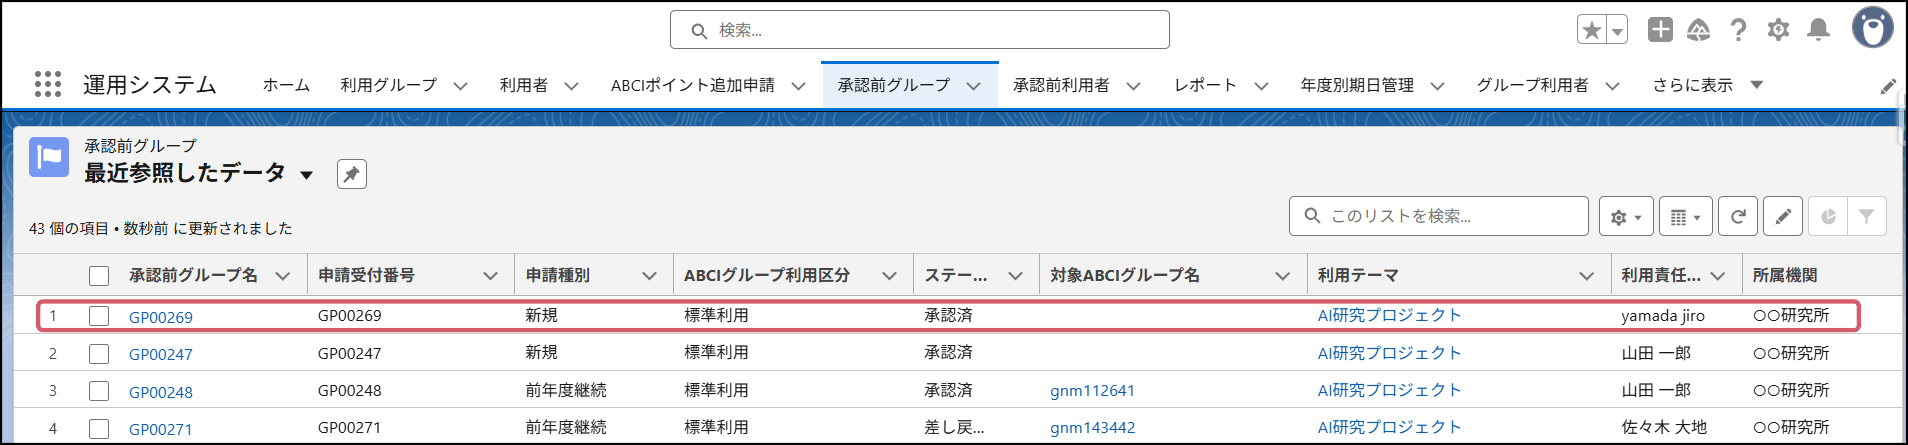 検索...
運用システム ホーム 利用グループ 利用者 ABCIポイント追加申請 承認前グループ 承認前利用者 レポート 年度別期日管理 グループ利用者 さらに表示
承認前グループ
最近参照したデータ
このリストを検索...
43 個の項目 • 数秒前 に更新されました
承認前グループ名 申請受付番号 申請種別 ABCIグループ利用区分 ステー... 対象ABCIグループ名 利用テーマ 利用責任... 所属機関
1 GP00269 GP00269 新規 標準利用 承認済 AI研究プロジェクト yamada jiro 〇〇研究所
2 GP00247 GP00247 新規 標準利用 承認済 AI研究プロジェクト 山田 一郎 〇〇研究所
3 GP00248 GP00248 前年度継続 標準利用 承認済 gnm112641 AI研究プロジェクト 山田 一郎 〇〇研究所
4 GP00271 GP00271 前年度継続 標準利用 差し戻... gnm143442 AI研究プロジェクト 佐々木 大地 〇〇研究所